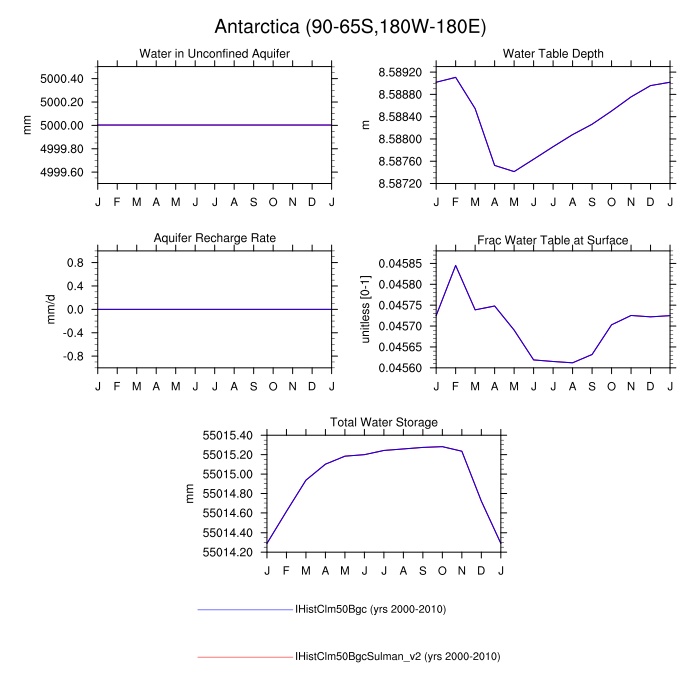 Antarctica (90-65S,180W-180E)
Water in Unconfined Aquifer
5000.40
5000.20
5000.00
4999.80
4999.60
mm
J F M A M J J A S O N D J
Water Table Depth
8.58920
8.58880
8.58840
8.58800
8.58760
8.58720
m
J F M A M J J A S O N D J
Aquifer Recharge Rate
0.8
0.4
0.0
-0.4
-0.8
mm/d
J F M A M J J A S O N D J
Frac Water Table at Surface
0.04585
0.04580
0.04575
0.04570
0.04565
0.04560
unitless [0-1]
J F M A M J J A S O N D J
Total Water Storage
55015.40
55015.20
55015.00
55014.80
55014.60
55014.40
55014.20
mm
J F M A M J J A S O N D J
IHistClm50Bgc (yrs 2000-2010)
IHistClm50BgcSulman_v2 (yrs 2000-2010)